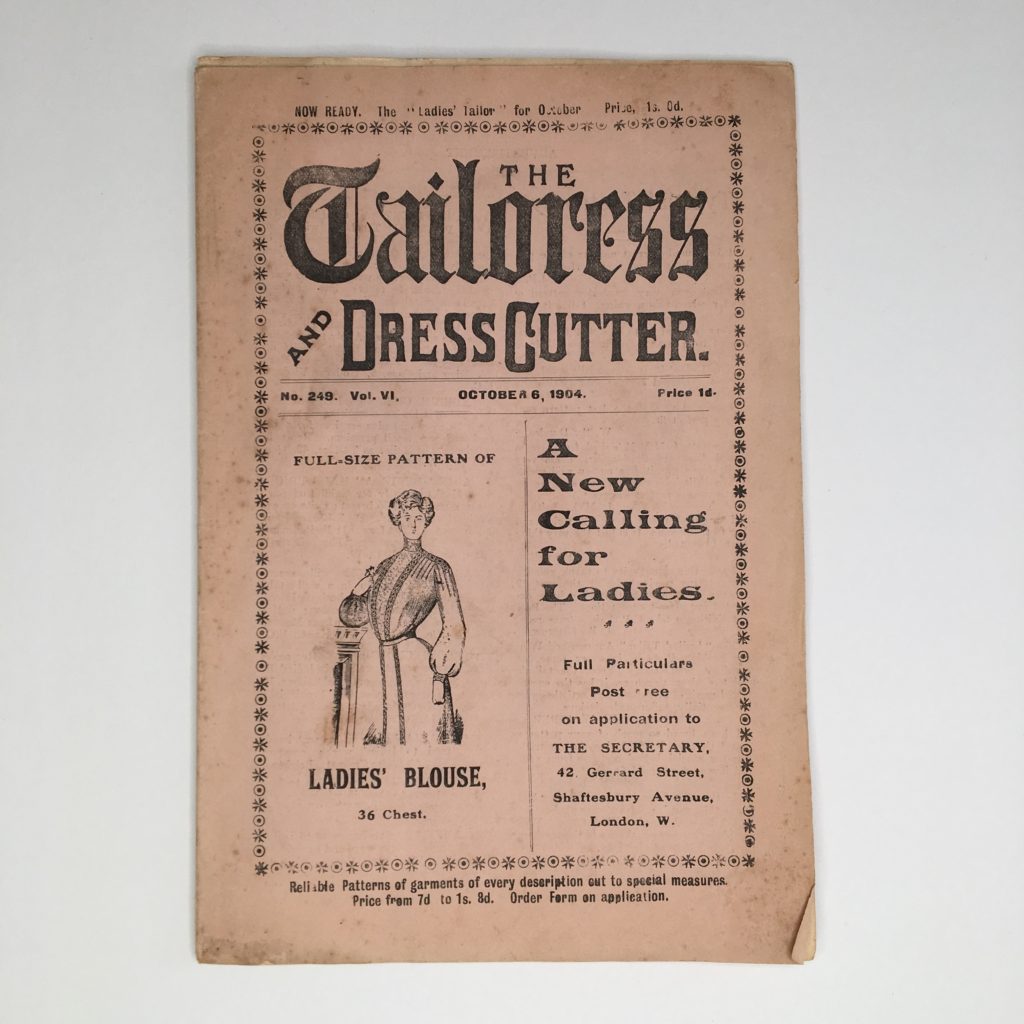 NOW READY. The "Ladies' Tailor" for October Price, 1s. 0d.
THE
Tailoress
AND DRESS CUTTER.
No. 249. Vol. VI. OCTOBER 6, 1904. Price 1d.
FULL-SIZE PATTERN OF
LADIES' BLOUSE,
36 Chest.
A
New
Calling
for
Ladies.
Full Particulars
Post ree
on application to
THE SECRETARY,
42 Gerrard Street,
Shaftesbury Avenue,
London, W.
Reliable Patterns of garments of every description cut to special measures.
Price from 7d to 1s. 8d. Order Form on application.